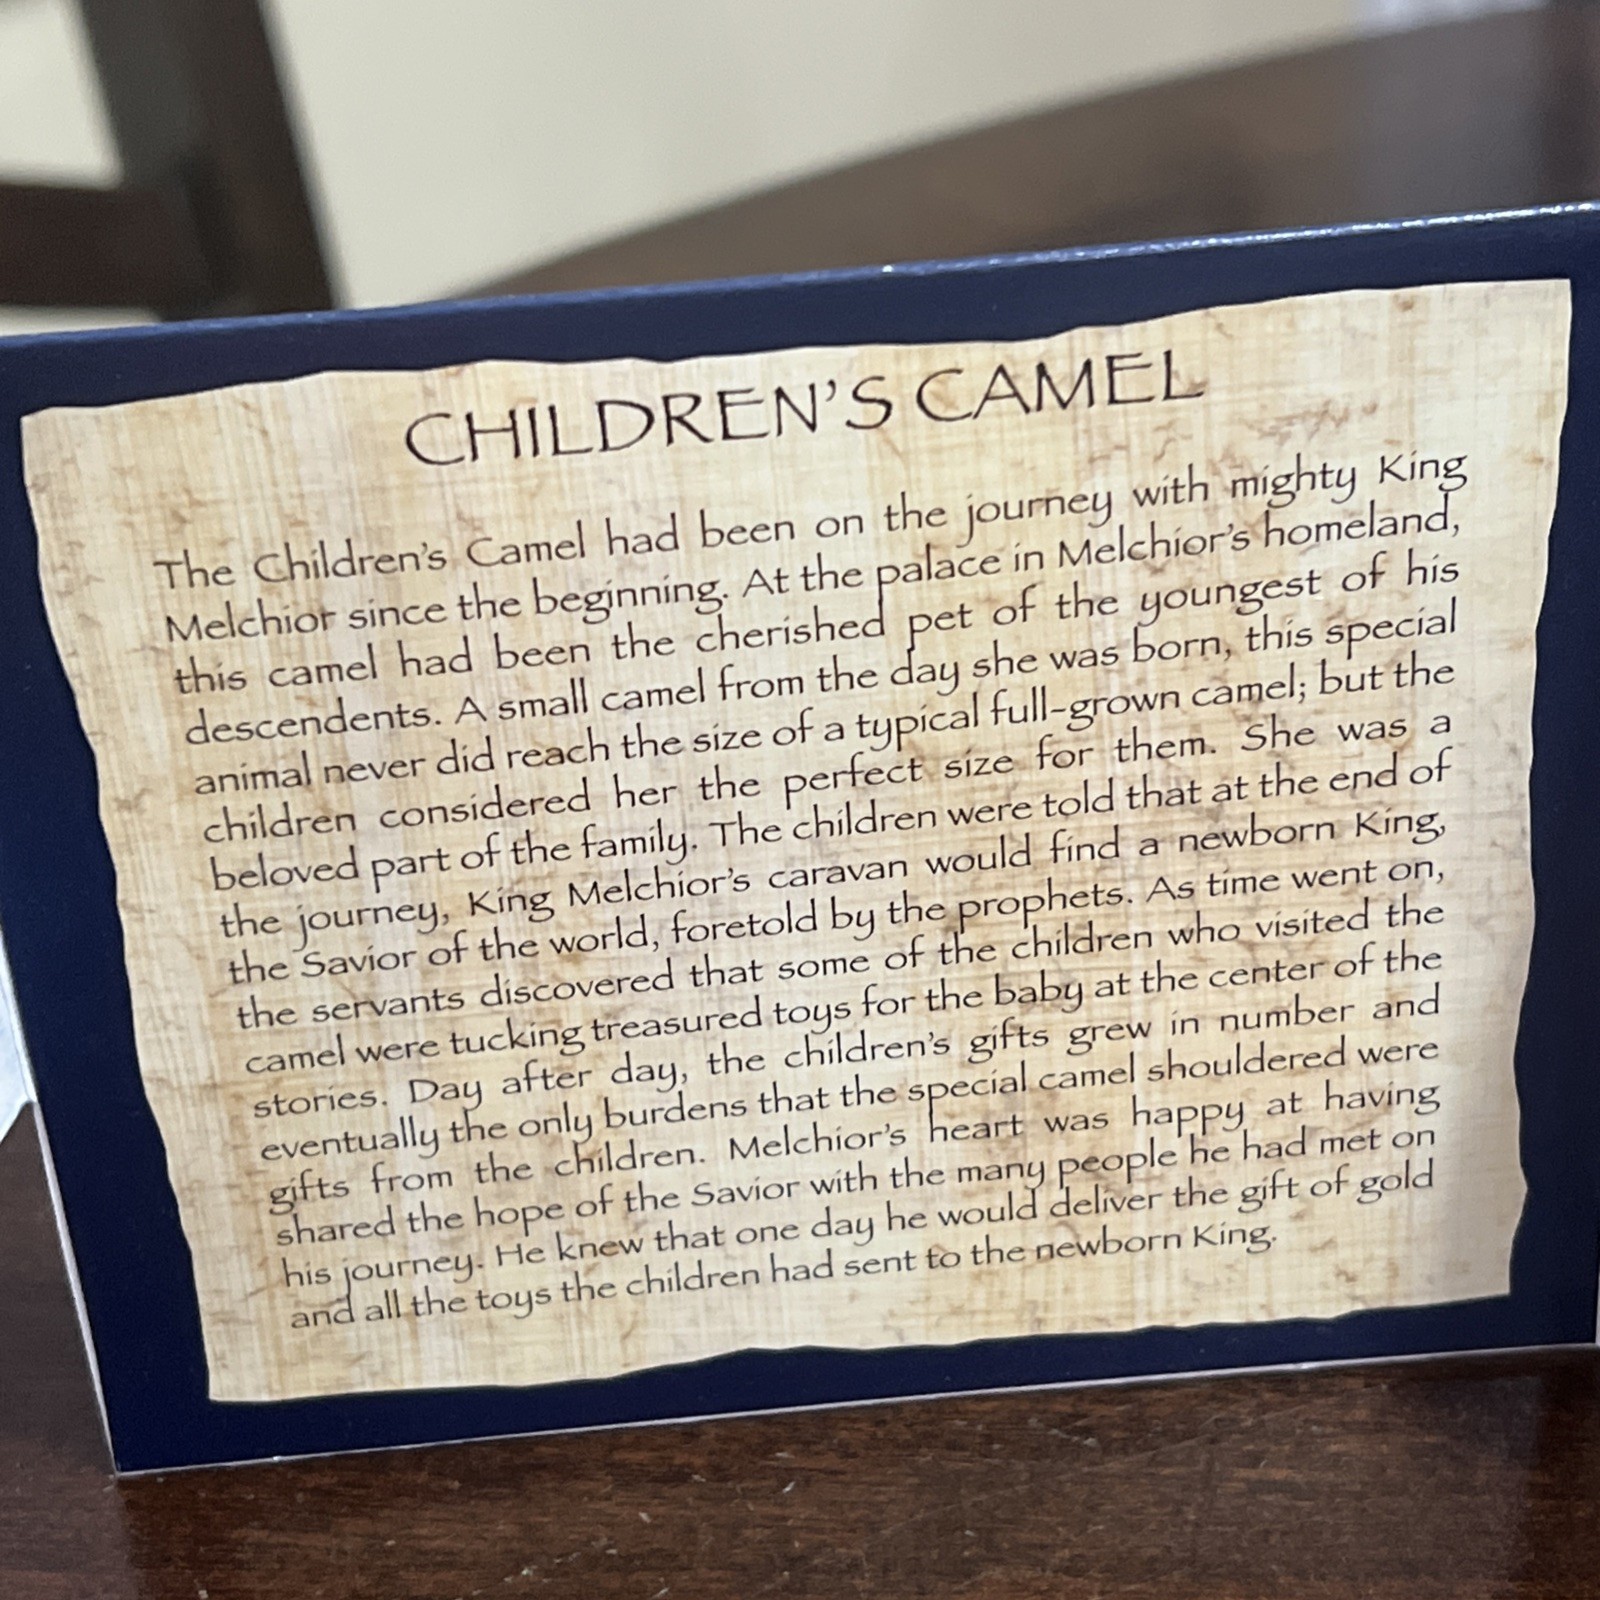 CHILDREN'S CAMEL
The Children's Camel had been on the journey with mighty King
Melchior since the beginning. At the palace in Melchior's homeland,
this camel had been the cherished pet of the youngest of his
descendents. A small camel from the day she was born, this special
animal never did reach the size of a typical full-grown camel; but the
children considered her the perfect size for them. She was a
beloved part of the family. The children were told that at the end of
the journey, King Melchior's caravan would find a newborn King,
the Savior of the world, foretold by the prophets. As time went on,
the servants discovered that some of the children who visited the
camel were tucking treasured toys for the baby at the center of the
stories. Day after day, the children's gifts grew in number and
eventually the only burdens that the special camel shouldered were
gifts from the children. Melchior's heart was happy at having
shared the hope of the Savior with the many people he had met on
his journey. He knew that one day he would deliver the gift of gold
and all the toys the children had sent to the newborn King.